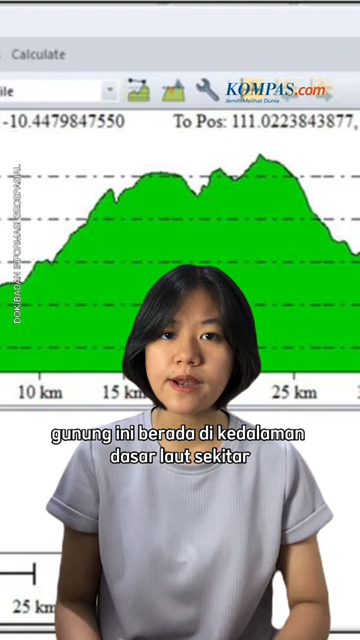 Calculate
ile
KOMPAS.com
Jernih Melihat Dunia
-10.4479847550
To Pos: 111.0223843877,
DOK BADAN INFORMASI GEOSPASIAL
10 km
15 km
25 km
gunung ini berada di kedalaman
dasar laut sekitar
25 km